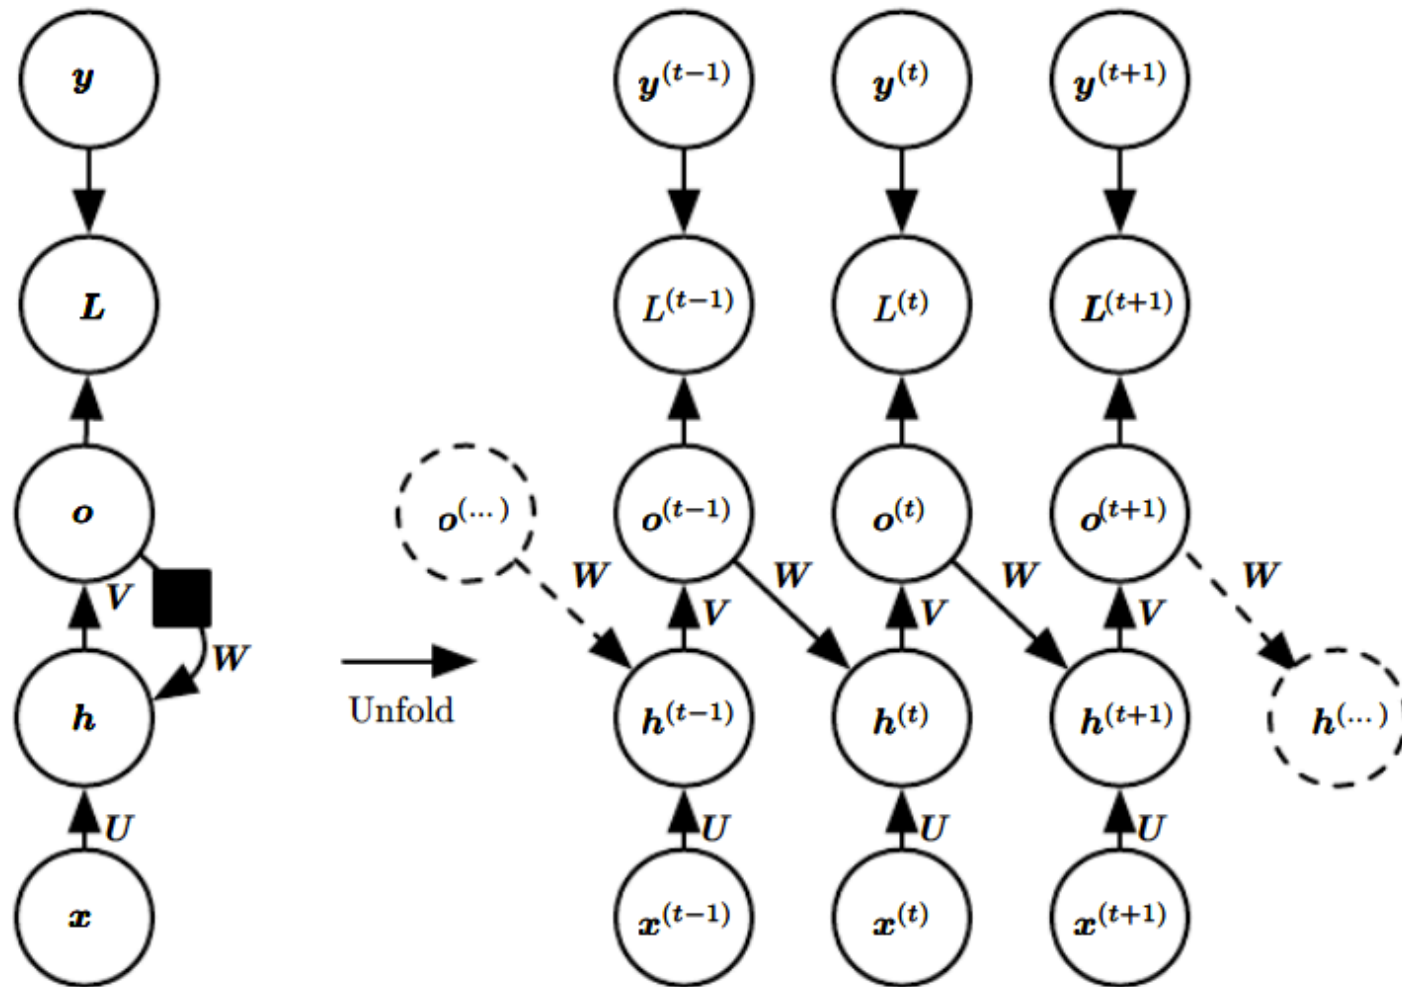 y
y^{(t−1)}
y^{(t)}
y^{(t+1)}
L
L^{(t−1)}
L^{(t)}
L^{(t+1)}
o
o^{(...)}
o^{(t−1)}
o^{(t)}
o^{(t+1)}
W
W
W
W
V
V
V
V
W
Unfold
h
h^{(t−1)}
h^{(t)}
h^{(t+1)}
h^{(...)}
U
U
U
U
x
x^{(t−1)}
x^{(t)}
x^{(t+1)}